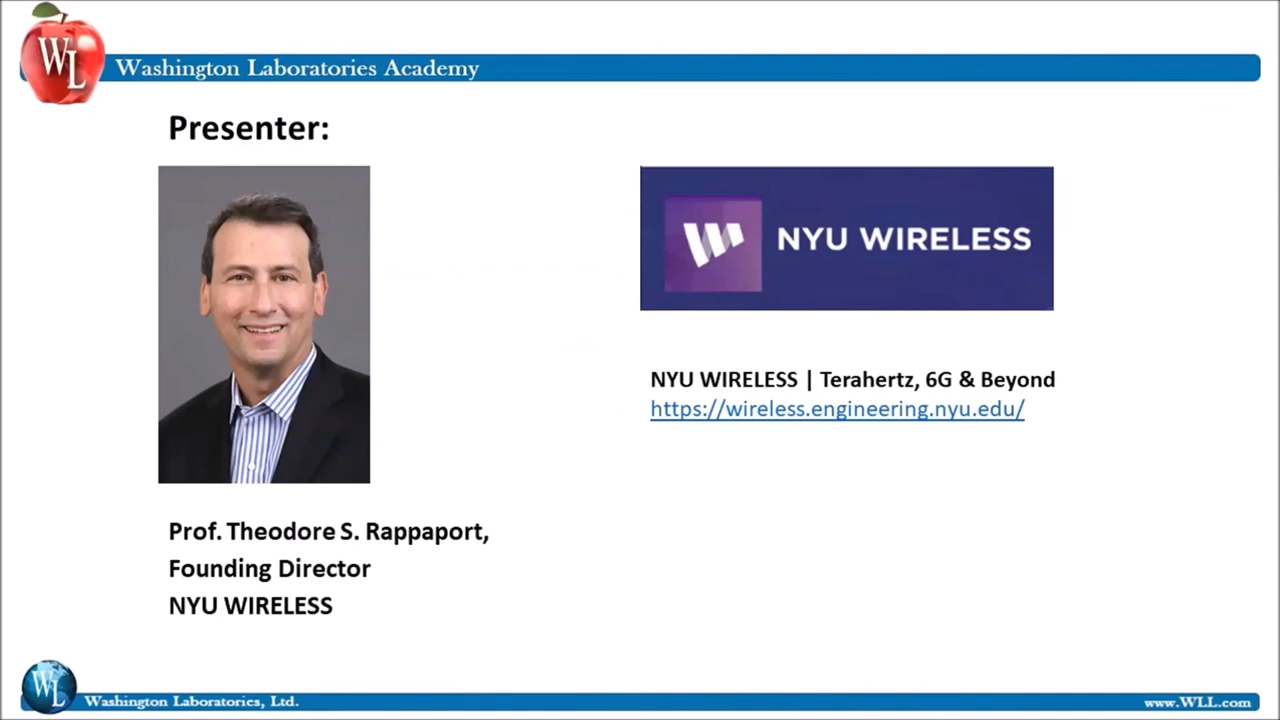 WL
Washington Laboratories Academy
Presenter:
W NYU WIRELESS
NYU WIRELESS | Terahertz, 6G & Beyond
https://wireless.engineering.nyu.edu/
Prof. Theodore S. Rappaport,
Founding Director
NYU WIRELESS
WL
Washington Laboratories, Ltd.
www.WLL.com